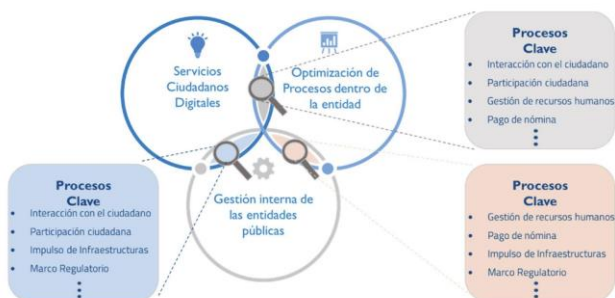 Servicios
Ciudadanos
Digitales
Optimización de
Procesos dentro de
la entidad
Gestión interna de
las entidades
públicas
Procesos
Clave
• Interacción con el ciudadano
• Participación ciudadana
• Gestión de recursos humanos
• Pago de nómina
Procesos
Clave
• Interacción con el ciudadano
• Participación ciudadana
• Impulso de Infraestructuras
• Marco Regulatorio
Procesos
Clave
• Gestión de recursos humanos
• Pago de nómina
• Impulso de Infraestructuras
• Marco Regulatorio